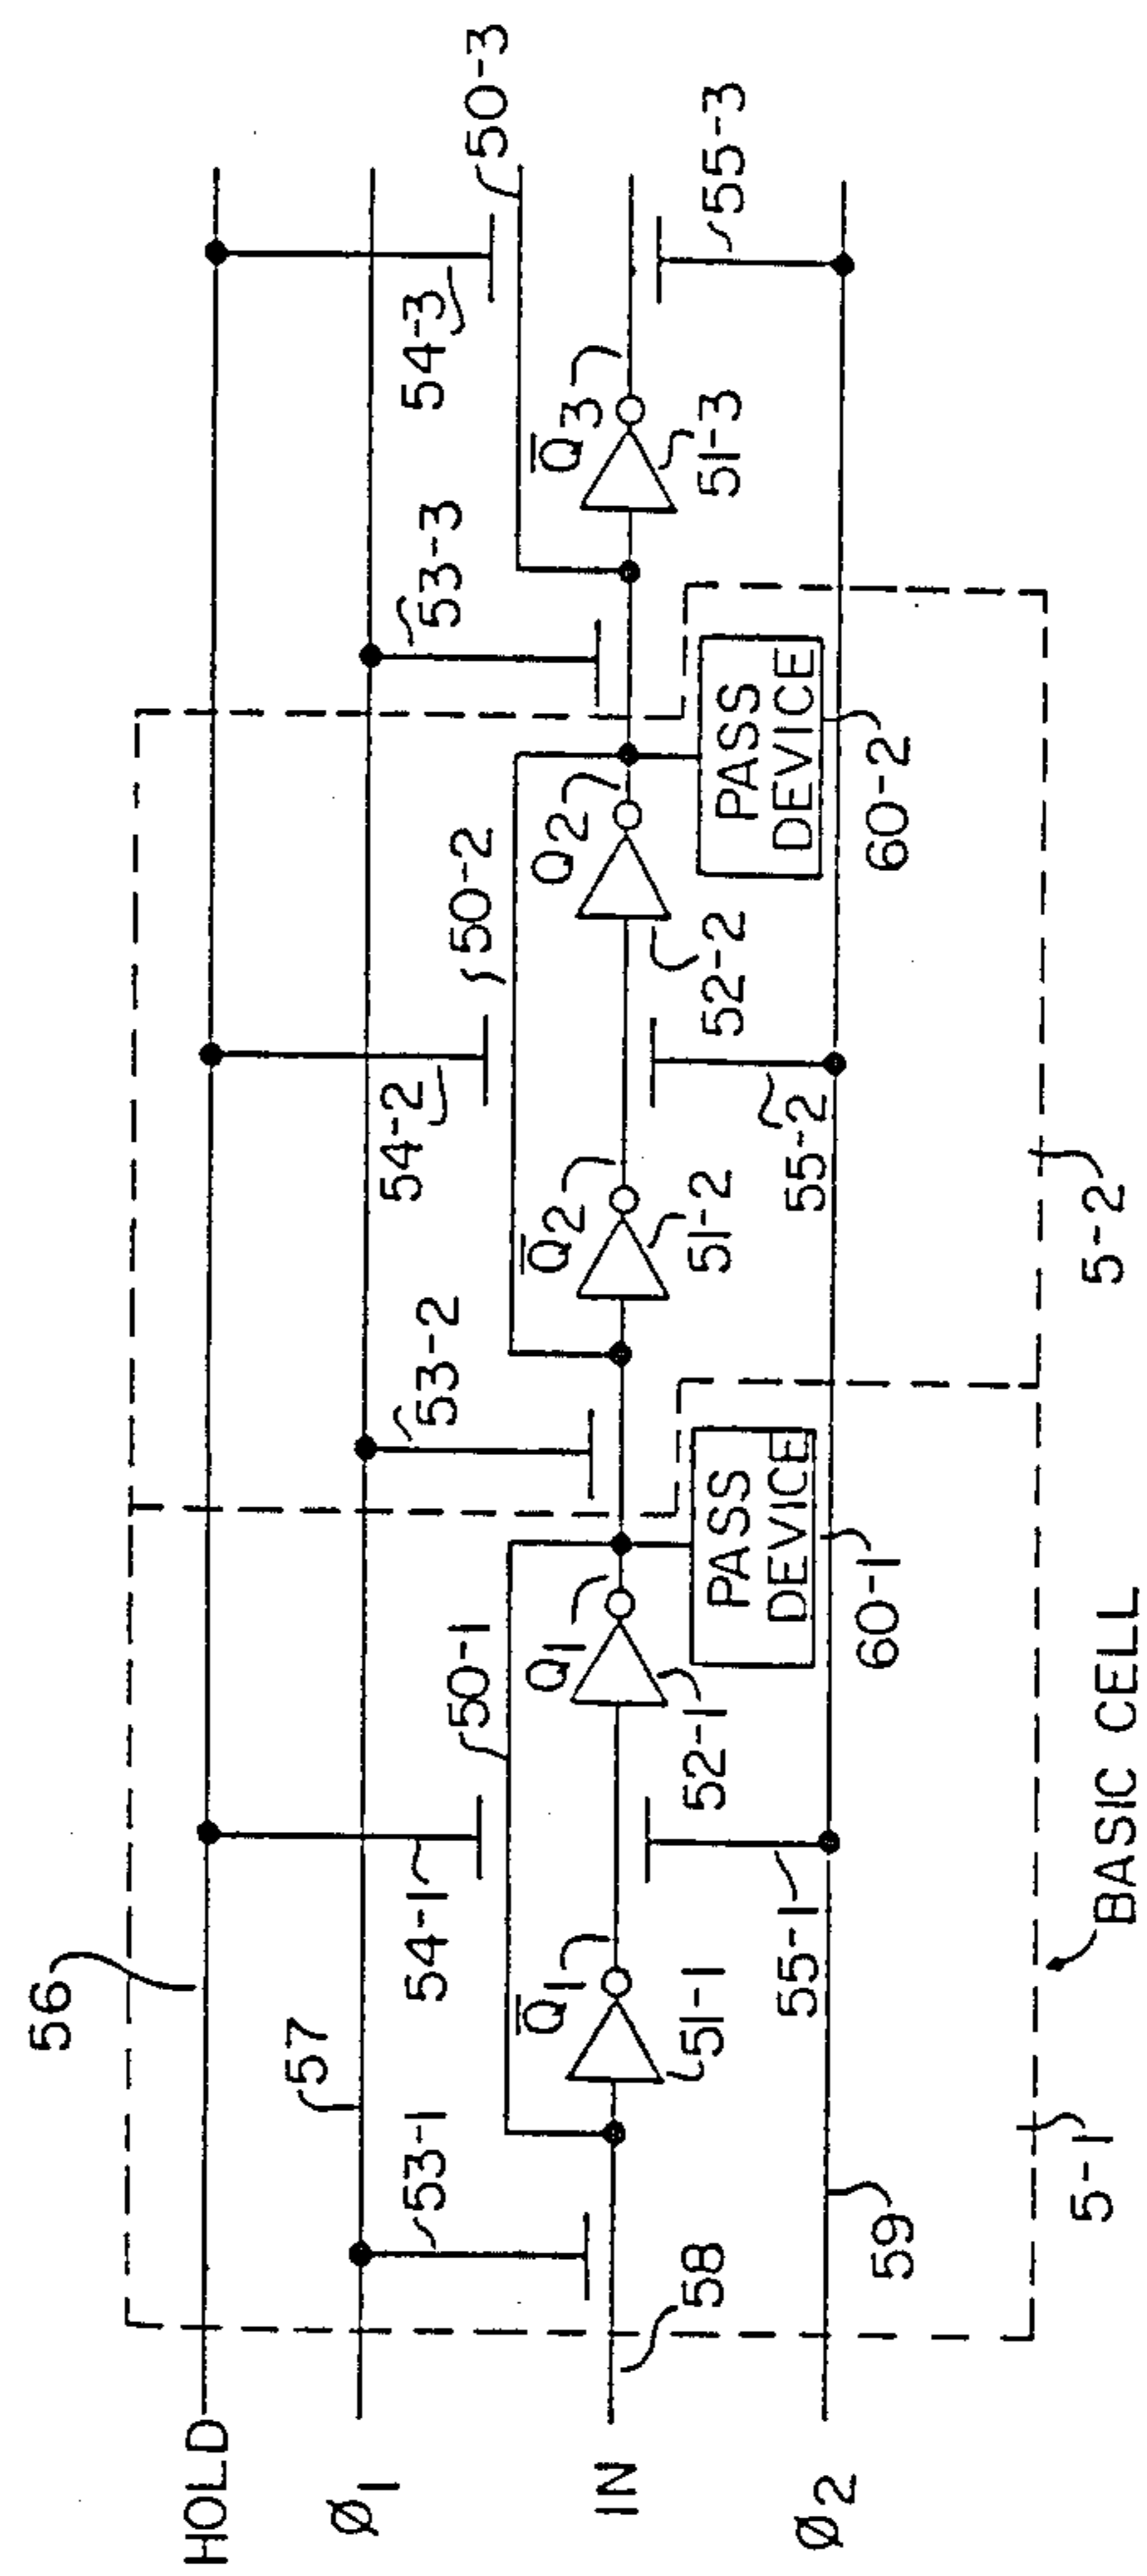 HOLD
56
Ø1
57
53-1
54-1
50-1
53-2
54-2
50-2
53-3
54-3
50-3
IN
58
Q̅1
51-1
Q1
52-1
Q̅2
51-2
Q2
52-2
Q̅3
51-3
Ø2
59
55-1
PASS
DEVICE
60-1
55-2
PASS
DEVICE
60-2
55-3
5-1
BASIC CELL
5-2